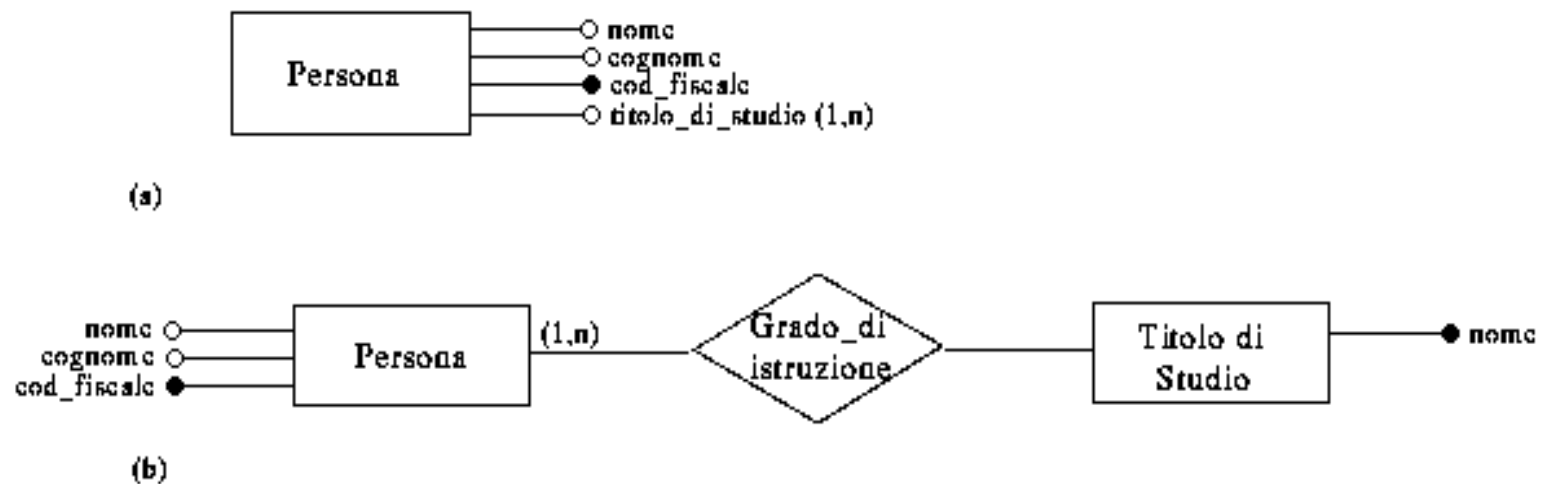 Persona
nome
cognome
cod_fiscale
titolo_di_studio (1,n)
(a)
nome
cognome
cod_fiscale
Persona
(1,n)
Grado_di
istruzione
Titolo di
Studio
nome
(b)